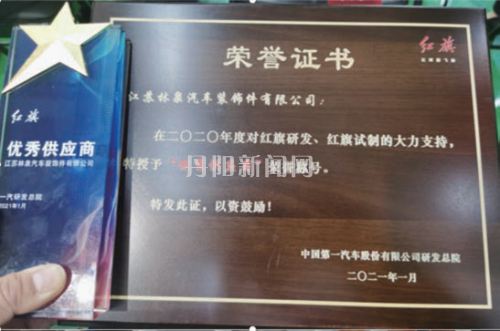 红旗
优秀供应商
江苏林泉汽车装饰件有限公司
一汽研发总院
2021年1月
荣誉证书
红旗
江苏林泉汽车装饰件有限公司：
在二〇二〇年度对红旗研发、红旗试制的大力支持，
特授予
号。
丹阳新闻网
特发此证，以资鼓励！
中国第一汽车股份有限公司研发总院
二〇二一年一月